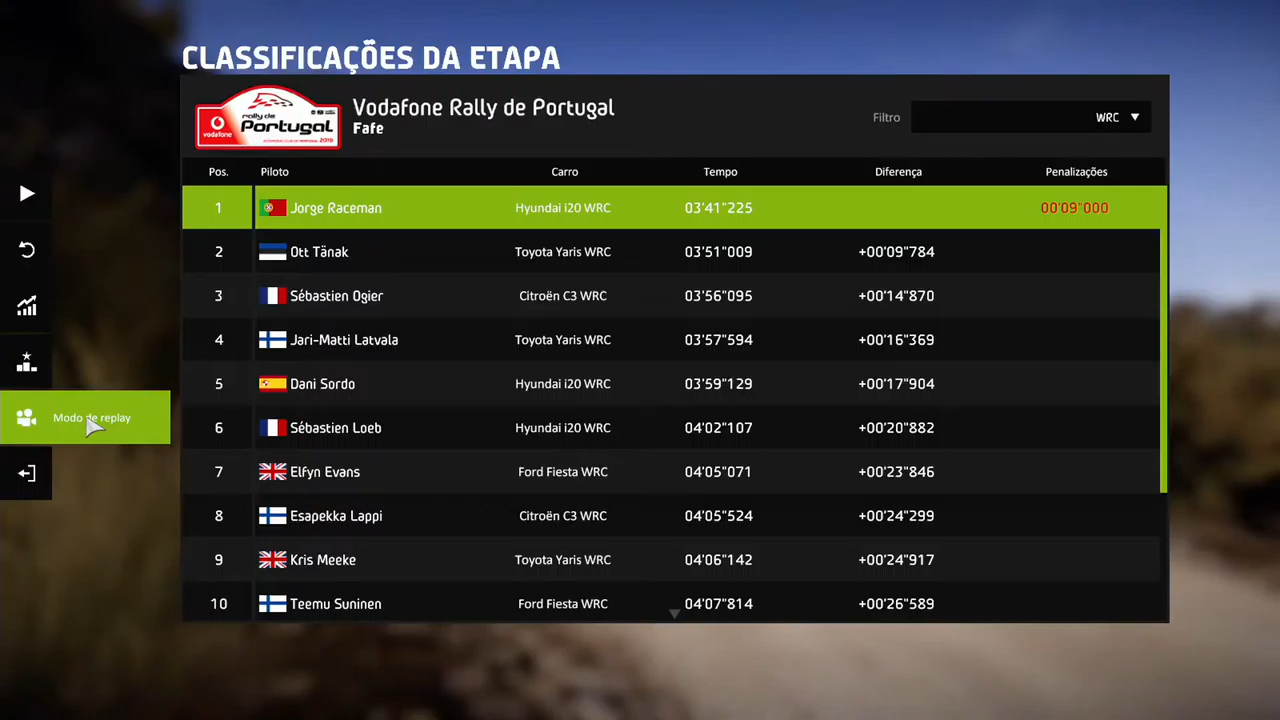 CLASSIFICAÇÕES DA ETAPA
vodafone
rally de
Portugal
2019
Vodafone Rally de Portugal
Fafe
Filtro WRC
Pos. Piloto Carro Tempo Diferença Penalizações
1 Jorge Raceman Hyundai i20 WRC 03'41"225 00'09"000
2 Ott Tänak Toyota Yaris WRC 03'51"009 +00'09"784
3 Sébastien Ogier Citroën C3 WRC 03'56"095 +00'14"870
4 Jari-Matti Latvala Toyota Yaris WRC 03'57"594 +00'16"369
5 Dani Sordo Hyundai i20 WRC 03'59"129 +00'17"904
6 Sébastien Loeb Hyundai i20 WRC 04'02"107 +00'20"882
7 Elfyn Evans Ford Fiesta WRC 04'05"071 +00'23"846
8 Esapekka Lappi Citroën C3 WRC 04'05"524 +00'24"299
9 Kris Meeke Toyota Yaris WRC 04'06"142 +00'24"917
10 Teemu Suninen Ford Fiesta WRC 04'07"814 +00'26"589
Modo de replay